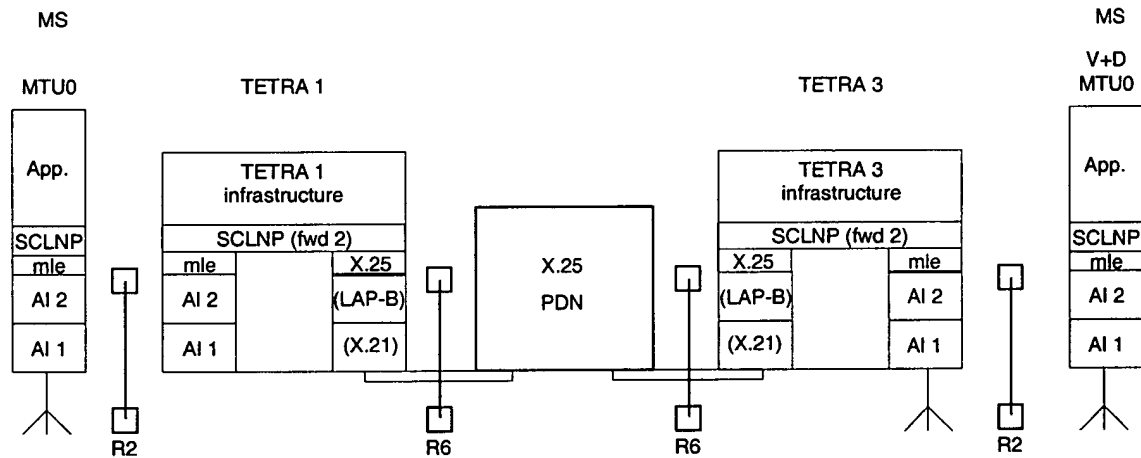 MS
MS
MTU0
TETRA 1
TETRA 3
V+D
MTU0
App.
TETRA 1
infrastructure
TETRA 3
infrastructure
App.
SCLNP
SCLNP (fwd 2)
SCLNP (fwd 2)
SCLNP
mle
mle
X.25
X.25
PDN
X.25
mle
mle
AI 2
AI 2
(LAP-B)
(LAP-B)
AI 2
AI 2
AI 1
AI 1
(X.21)
(X.21)
AI 1
AI 1
R2
R6
R6
R2